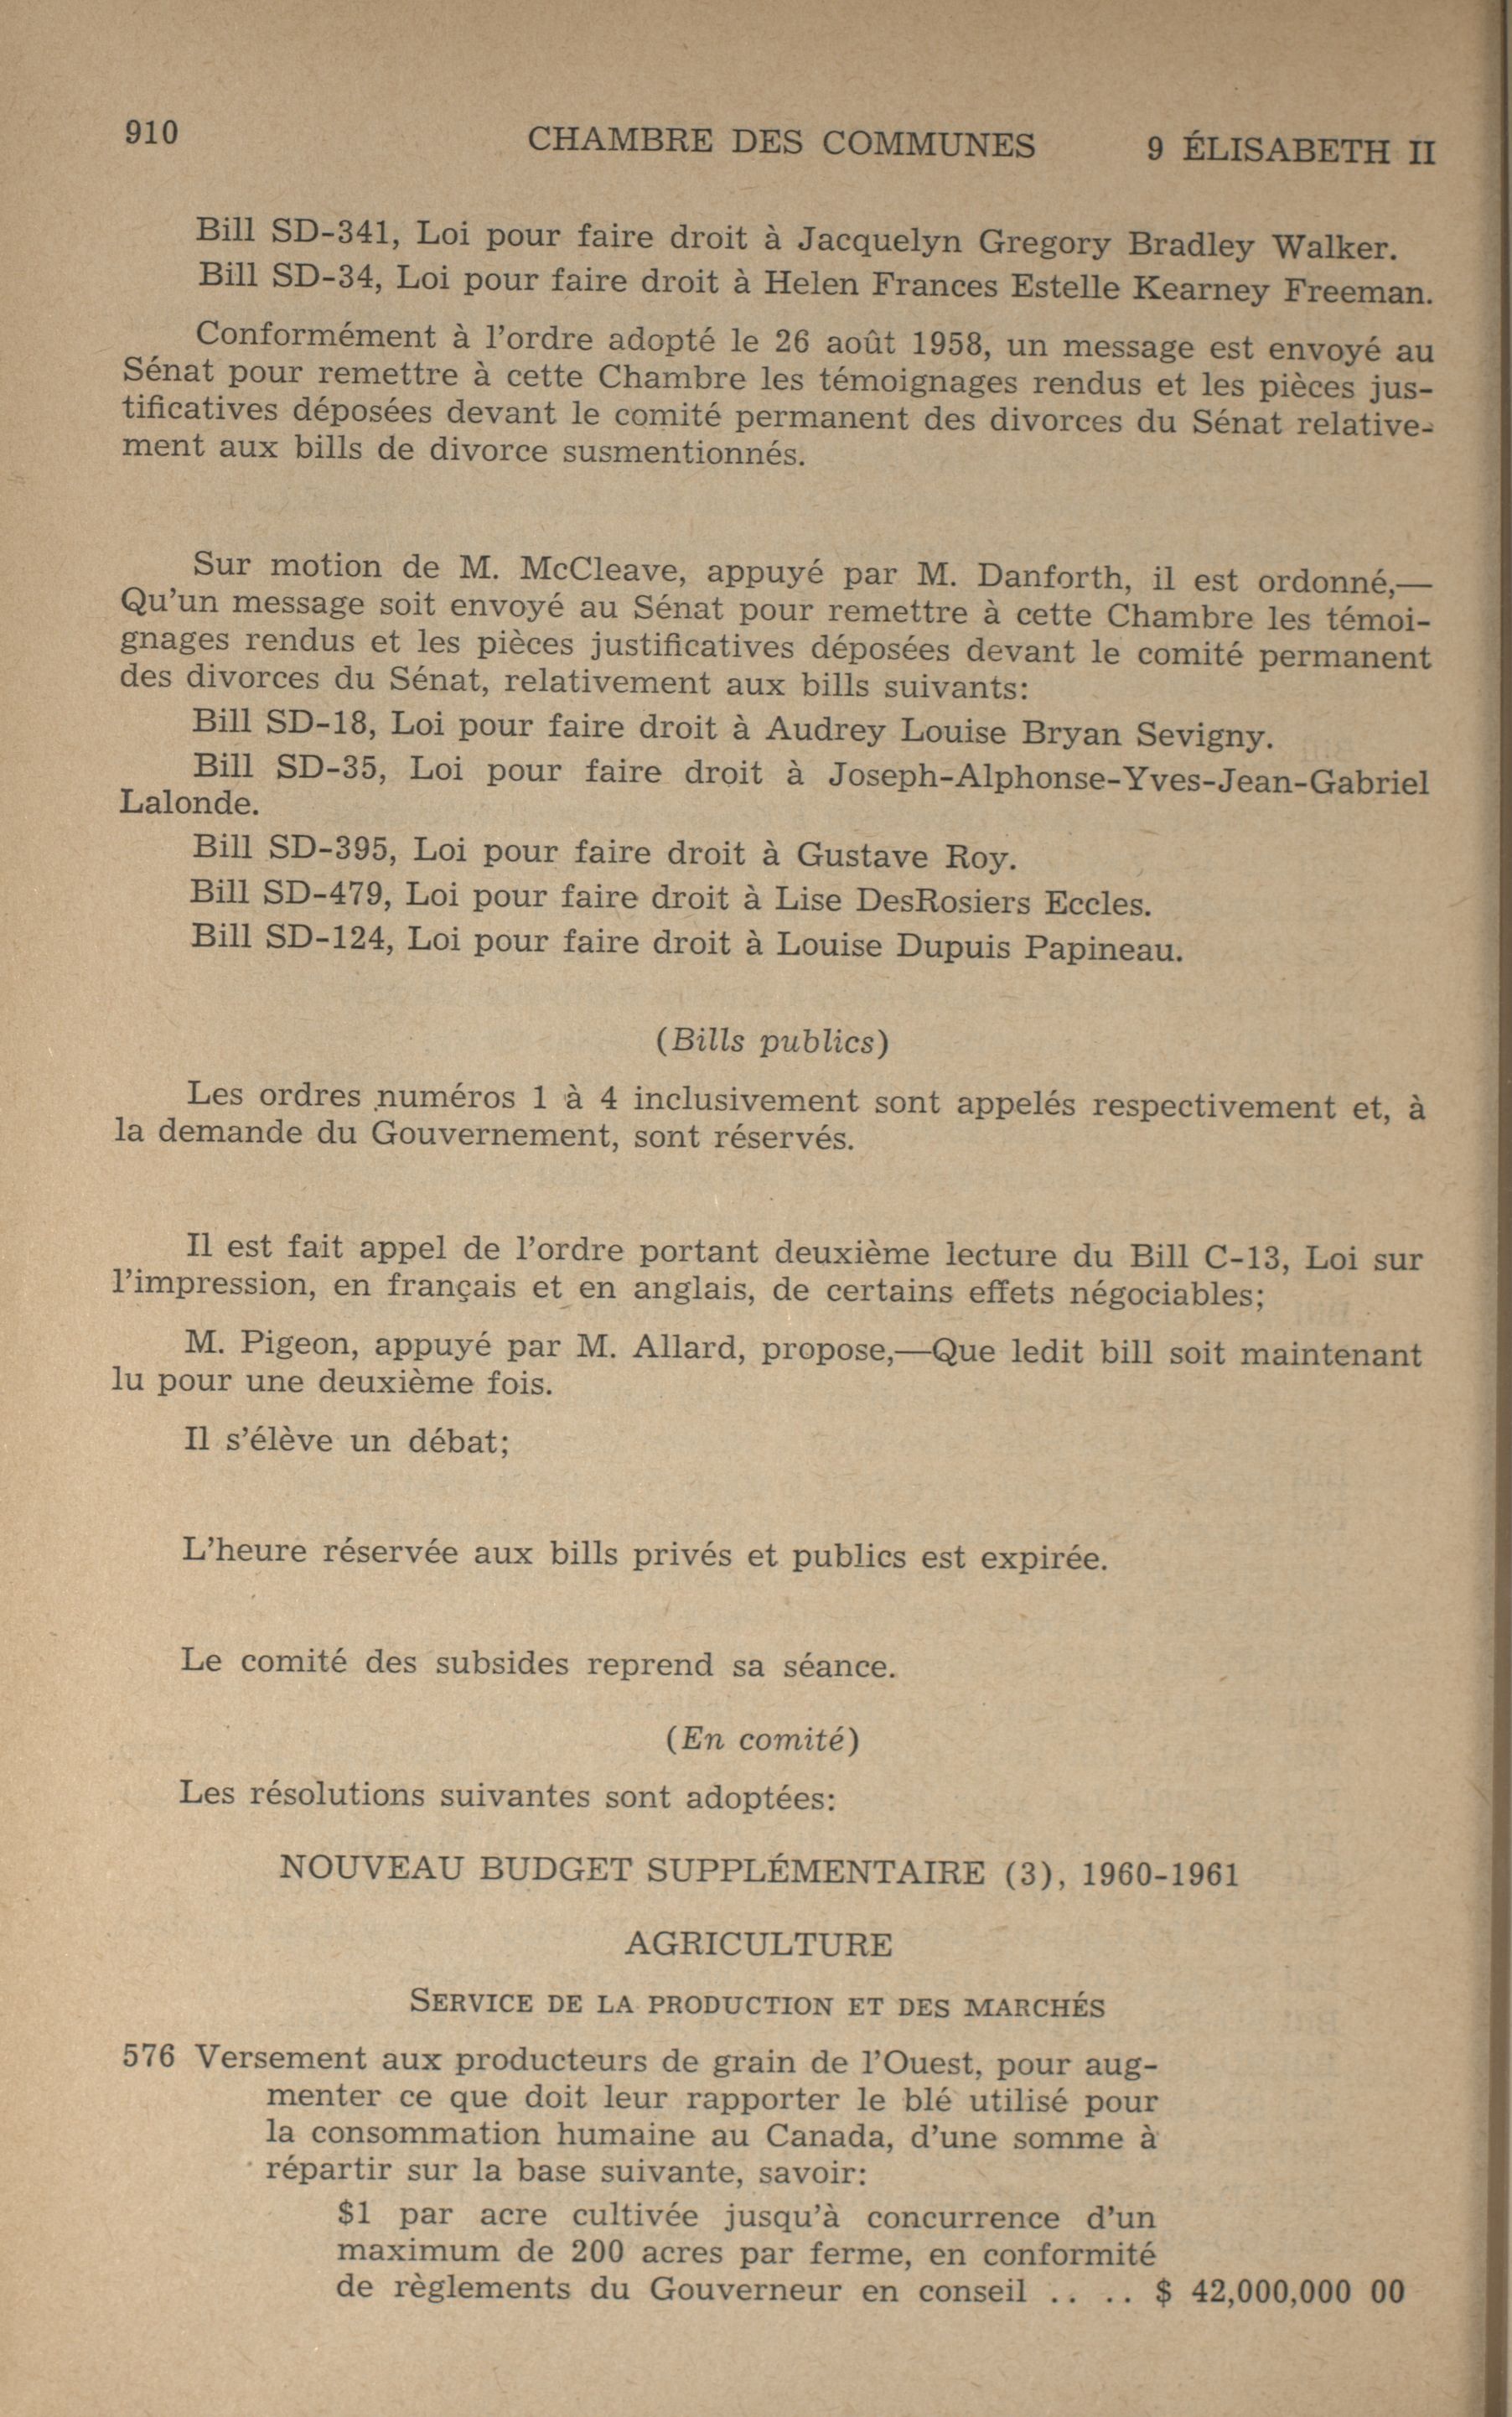 910 CHAMBRE DES COMMUNES 9 ÉLISABETH II
Bill SD-341, Loi pour faire droit à Jacquelyn Gregory Bradley Walker.
Bill SD-34, Loi pour faire droit à Helen Frances Estelle Kearney Freeman.
Conformément à l'ordre adopté le 26 août 1958, un message est envoyé au
Sénat pour remettre à cette Chambre les témoignages rendus et les pièces jus-
tificatives déposées devant le comité permanent des divorces du Sénat relative-
ment aux bills de divorce susmentionnés.
Sur motion de M. McCleave, appuyé par M. Danforth, il est ordonné,—
Qu'un message soit envoyé au Sénat pour remettre à cette Chambre les témoi-
gnages rendus et les pièces justificatives déposées devant le comité permanent
des divorces du Sénat, relativement aux bills suivants:
Bill SD-18, Loi pour faire droit à Audrey Louise Bryan Sevigny.
Bill SD-35, Loi pour faire droit à Joseph-Alphonse-Yves-Jean-Gabriel
Lalonde.
Bill SD-395, Loi pour faire droit à Gustave Roy.
Bill SD-479, Loi pour faire droit à Lise DesRosiers Eccles.
Bill SD-124, Loi pour faire droit à Louise Dupuis Papineau.
(Bills publics)
Les ordres numéros 1 à 4 inclusivement sont appelés respectivement et, à
la demande du Gouvernement, sont réservés.
Il est fait appel de l'ordre portant deuxième lecture du Bill C-13, Loi sur
l'impression, en français et en anglais, de certains effets négociables;
M. Pigeon, appuyé par M. Allard, propose,—Que ledit bill soit maintenant
lu pour une deuxième fois.
Il s'élève un débat;
L'heure réservée aux bills privés et publics est expirée.
Le comité des subsides reprend sa séance.
(En comité)
Les résolutions suivantes sont adoptées:
NOUVEAU BUDGET SUPPLÉMENTAIRE (3), 1960-1961
AGRICULTURE
SERVICE DE LA PRODUCTION ET DES MARCHÉS
576 Versement aux producteurs de grain de l'Ouest, pour aug-
menter ce que doit leur rapporter le blé utilisé pour
la consommation humaine au Canada, d'une somme à
répartir sur la base suivante, savoir:
$1 par acre cultivée jusqu'à concurrence d'un
maximum de 200 acres par ferme, en conformité
de règlements du Gouverneur en conseil .. .. $ 42,000,000 00